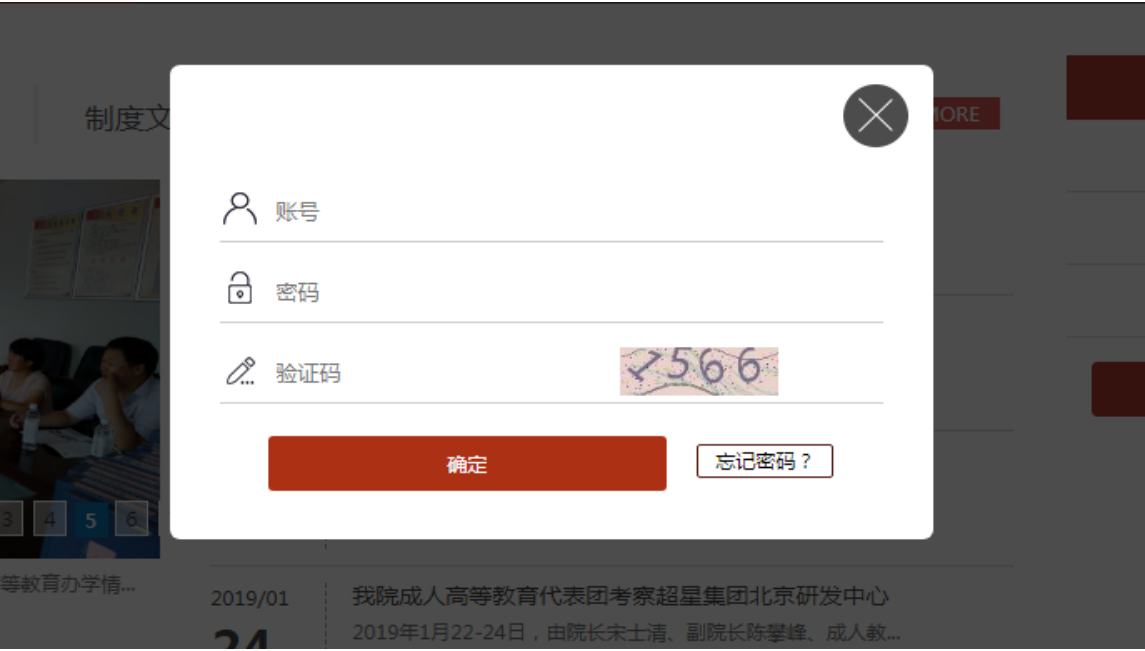 制度文
MORE
账号
密码
验证码
确定
忘记密码？
3 4 5 6
等教育办学情...
2019/01
24
我院成人高等教育代表团考察超星集团北京研发中心
2019年1月22-24日，由院长宋士清、副院长陈攀峰、成人教...